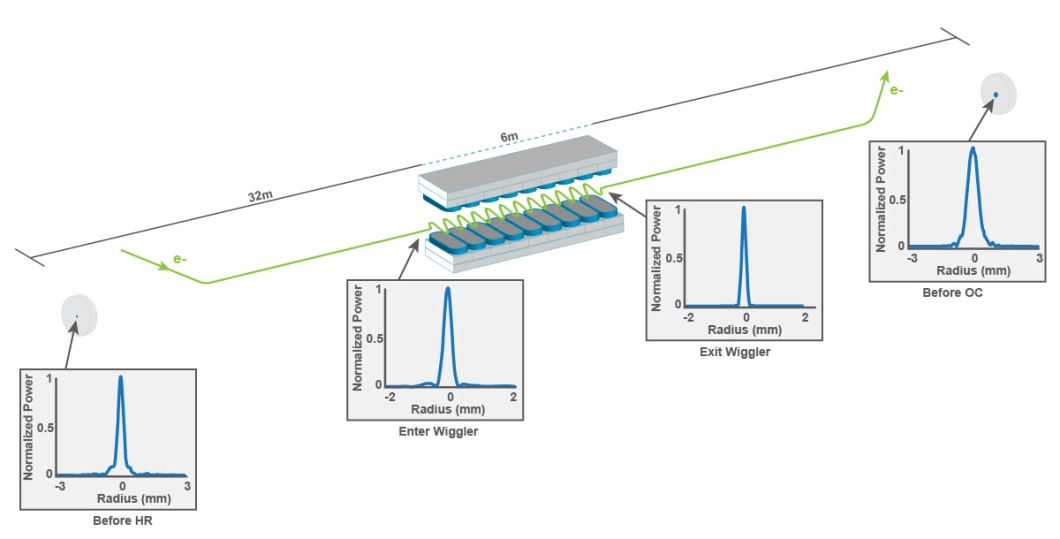 6m
32m
e-
e-
Normalized Power
1
0.5
0
-3
0
3
Radius (mm)
Before OC
Normalized Power
1
0.5
0
-2
0
2
Radius (mm)
Exit Wiggler
Normalized Power
1
0.5
0
-2
0
2
Radius (mm)
Enter Wiggler
Normalized Power
1
0.5
0
-3
0
3
Radius (mm)
Before HR